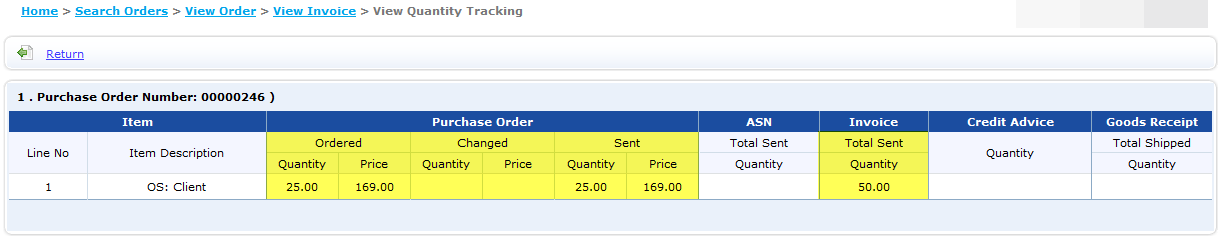 Home > Search Orders > View Order > View Invoice > View Quantity Tracking
Return
1 . Purchase Order Number: 00000246 )
Item Purchase Order ASN Invoice Credit Advice Goods Receipt
Line No Item Description Ordered Changed Sent Total Sent Total Sent Quantity Total Shipped
Quantity Price Quantity Price Quantity Price Quantity Quantity Quantity
1 OS: Client 25.00 169.00 25.00 169.00 50.00